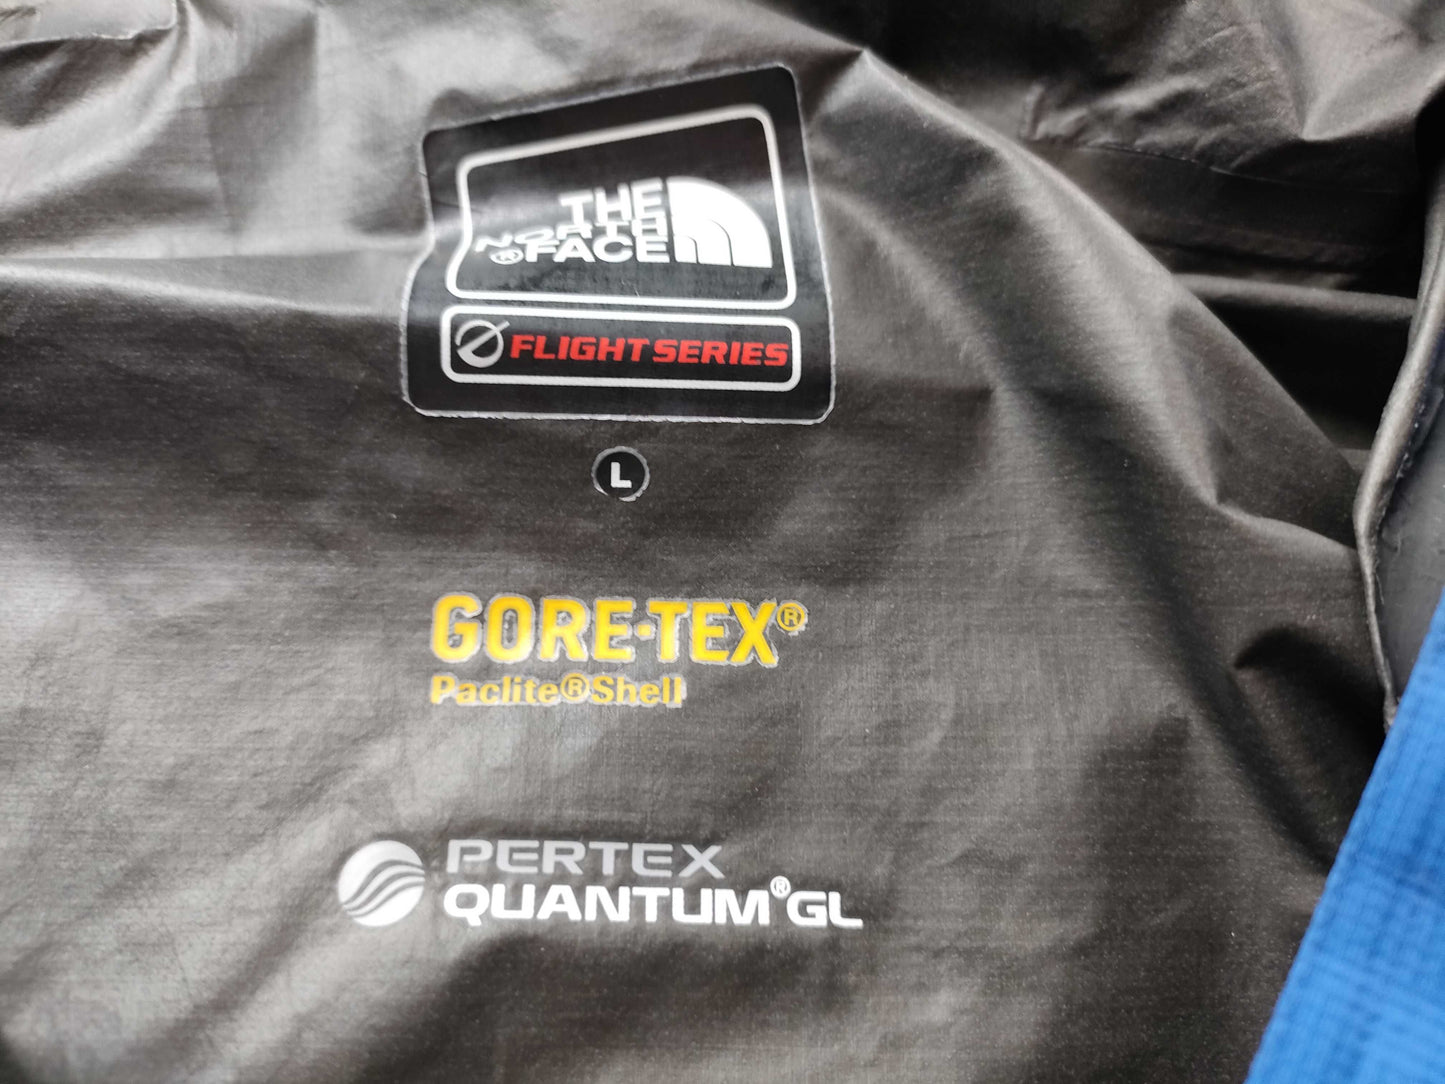 THE
NORTH
®FACE
FLIGHT SERIES
L
GORE-TEX®
Paclite®Shell
PERTEX
QUANTUM®GL